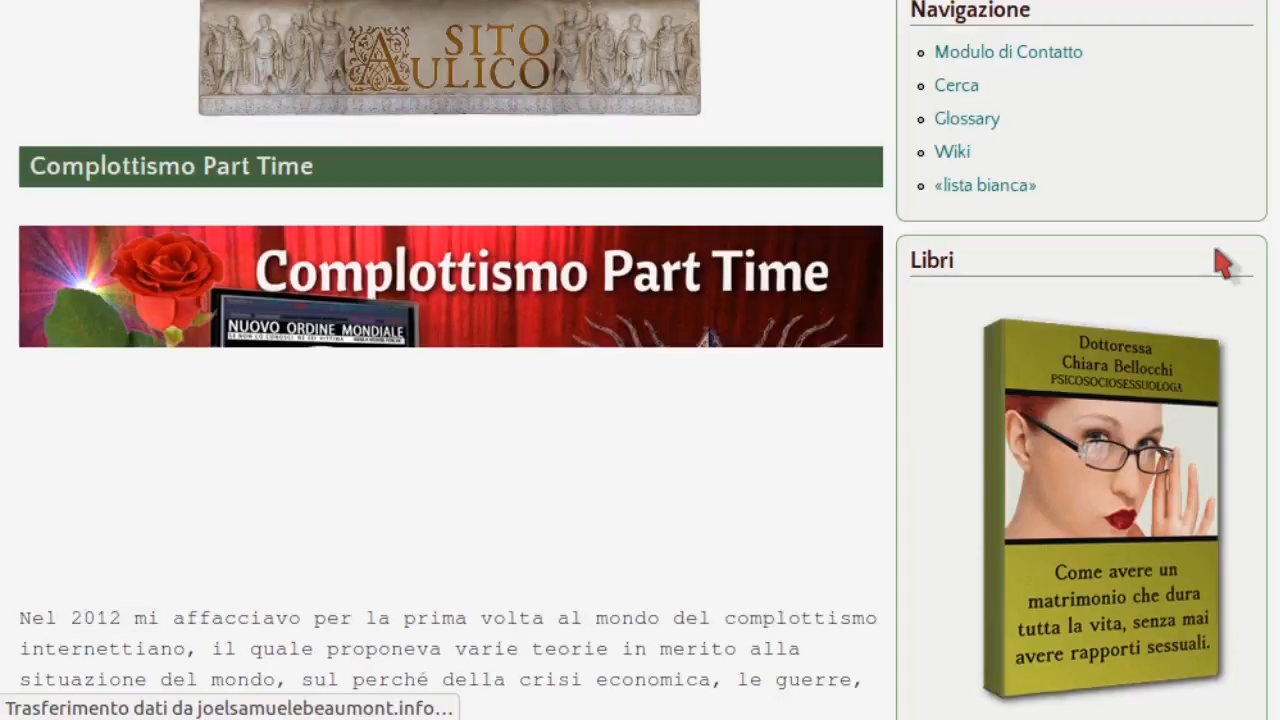 SITO
AULICO
Complottismo Part Time
Complottismo Part Time
NUOVO ORDINE MONDIALE
Nel 2012 mi affacciavo per la prima volta al mondo del complottismo
internettiano, il quale proponeva varie teorie in merito alla
situazione del mondo, sul perché della crisi economica, le guerre,
Trasferimento dati da joelsamuelebeaumont.info...
Navigazione
Modulo di Contatto
Cerca
Glossary
Wiki
«lista bianca»
Libri
Dottoressa
Chiara Bellocchi
PSICOSOCIOSESSUOLOGA
Come avere un
matrimonio che dura
tutta la vita, senza mai
avere rapporti sessuali.